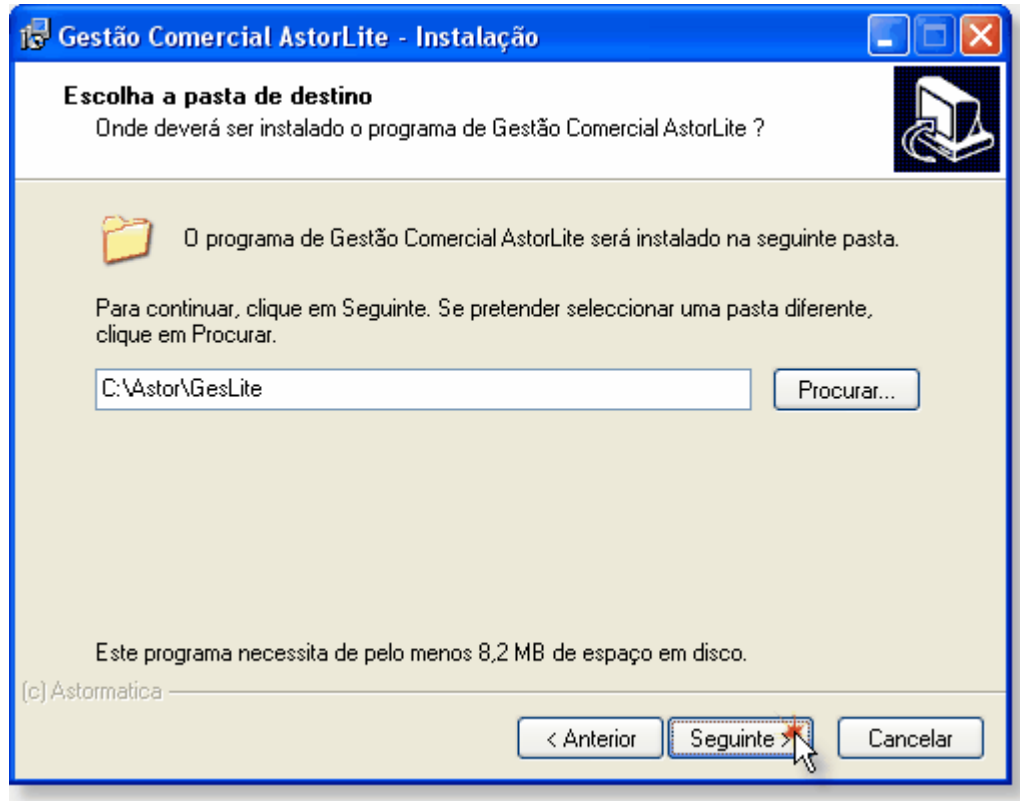 Gestão Comercial AstorLite - Instalação
Escolha a pasta de destino
Onde deverá ser instalado o programa de Gestão Comercial AstorLite ?
O programa de Gestão Comercial AstorLite será instalado na seguinte pasta.
Para continuar, clique em Seguinte. Se pretender seleccionar uma pasta diferente,
clique em Procurar.
C:\Astor\GesLite
Procurar...
Este programa necessita de pelo menos 8,2 MB de espaço em disco.
(c) Astormatica
< Anterior
Seguinte >
Cancelar